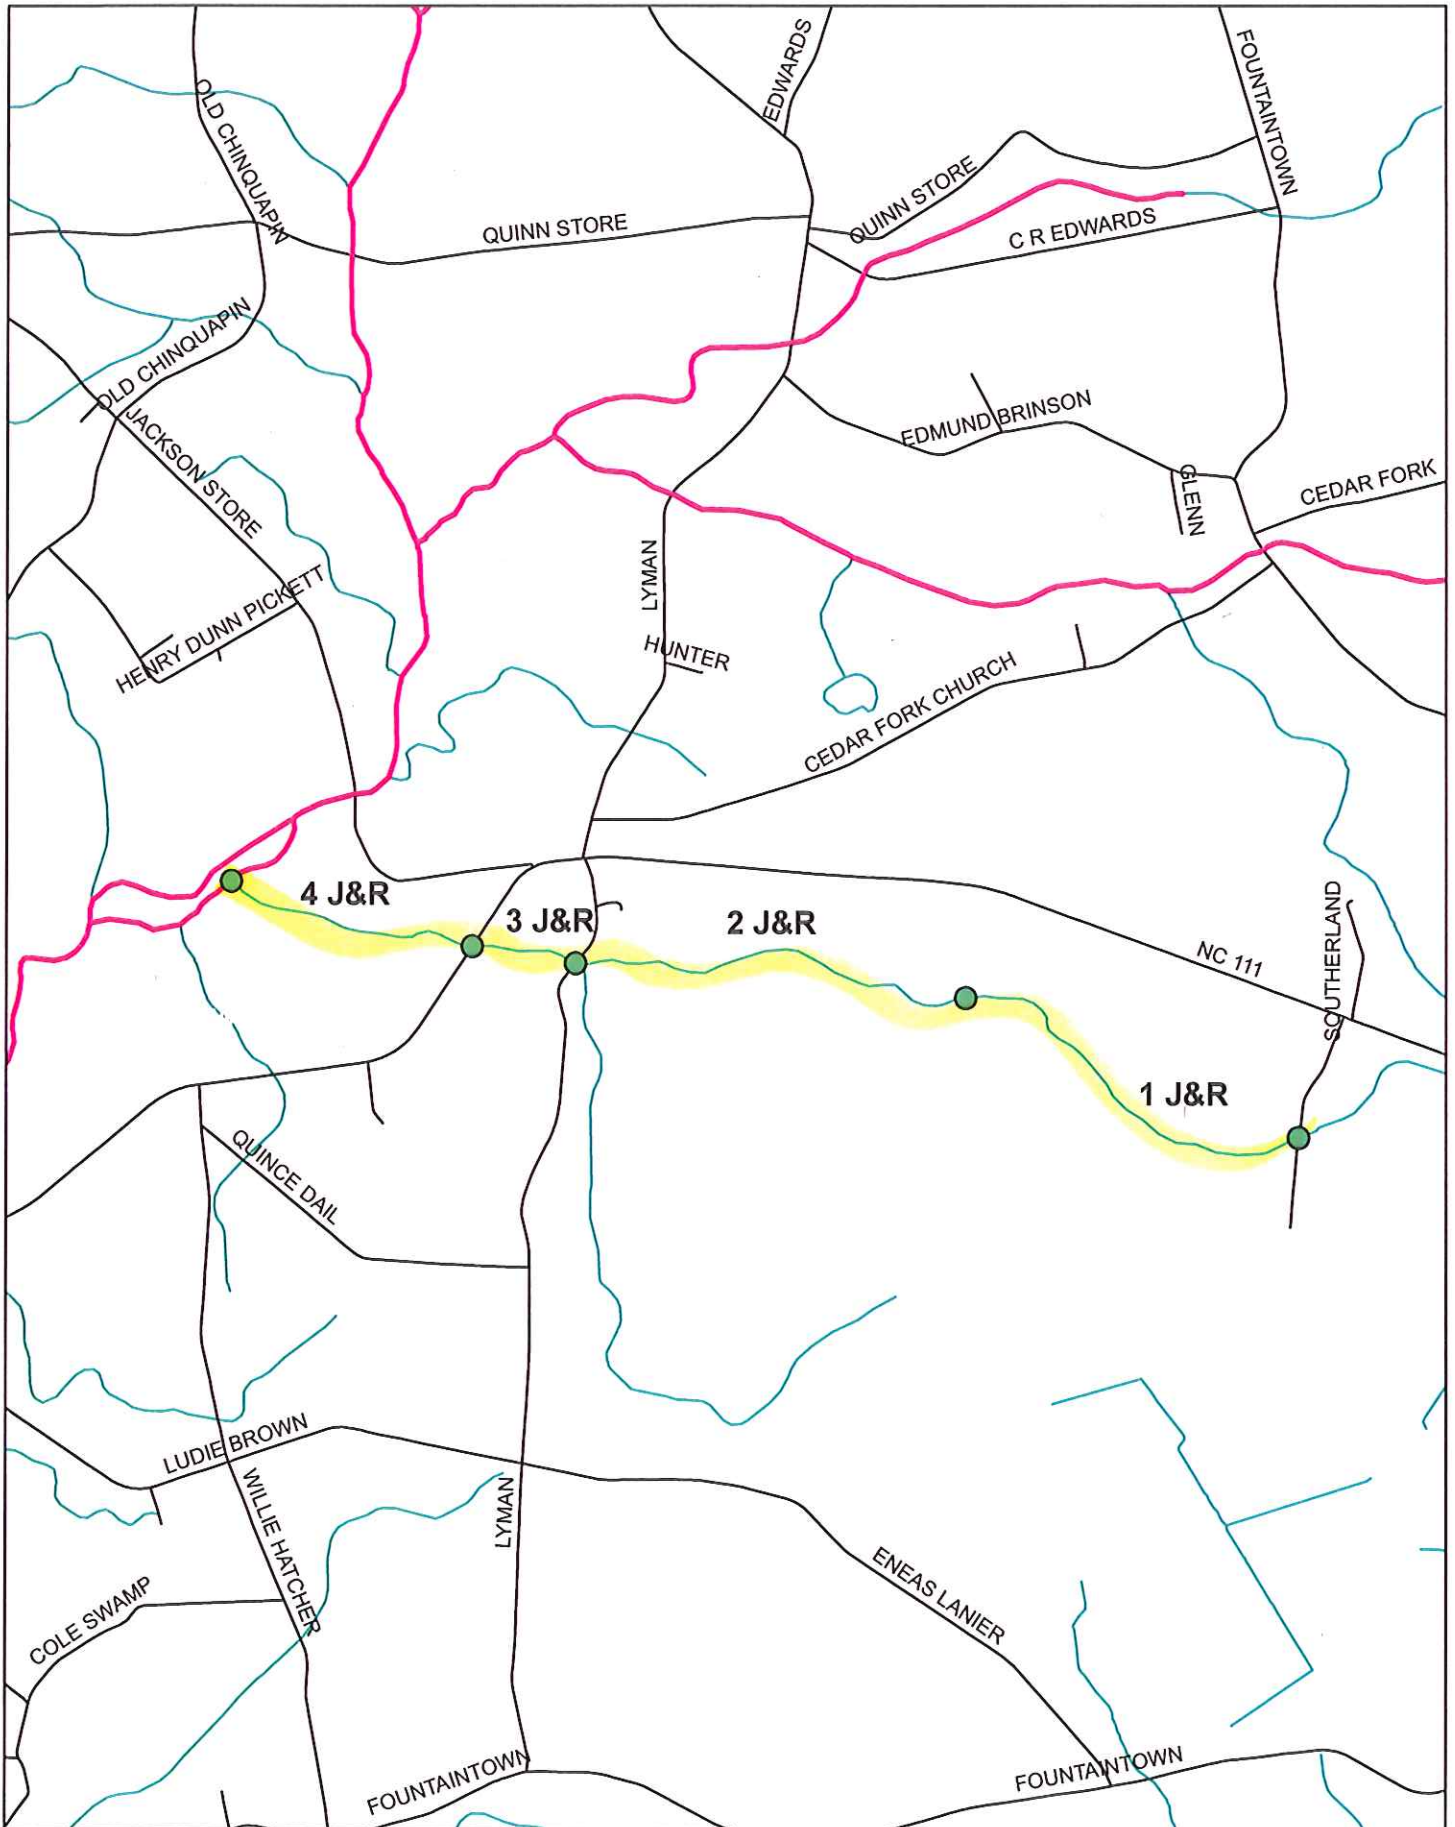 EDWARDS
FOUNTAINTOWN
OLD CHINQUAPIN
QUINN STORE
QUINN STORE
C R EDWARDS
OLD CHINQUAPIN
JACKSON STORE
EDMUND BRINSON
GLENN
CEDAR FORK
LYMAN
HENRY DUNN PICKETT
HUNTER
CEDAR FORK CHURCH
4 J&R
3 J&R
2 J&R
NC 111
SOUTHERLAND
1 J&R
QUINCE DAIL
LUDIE BROWN
WILLIE HATCHER
LYMAN
ENEAS LANIER
COLE SWAMP
FOUNTAINTOWN
FOUNTAINTOWN